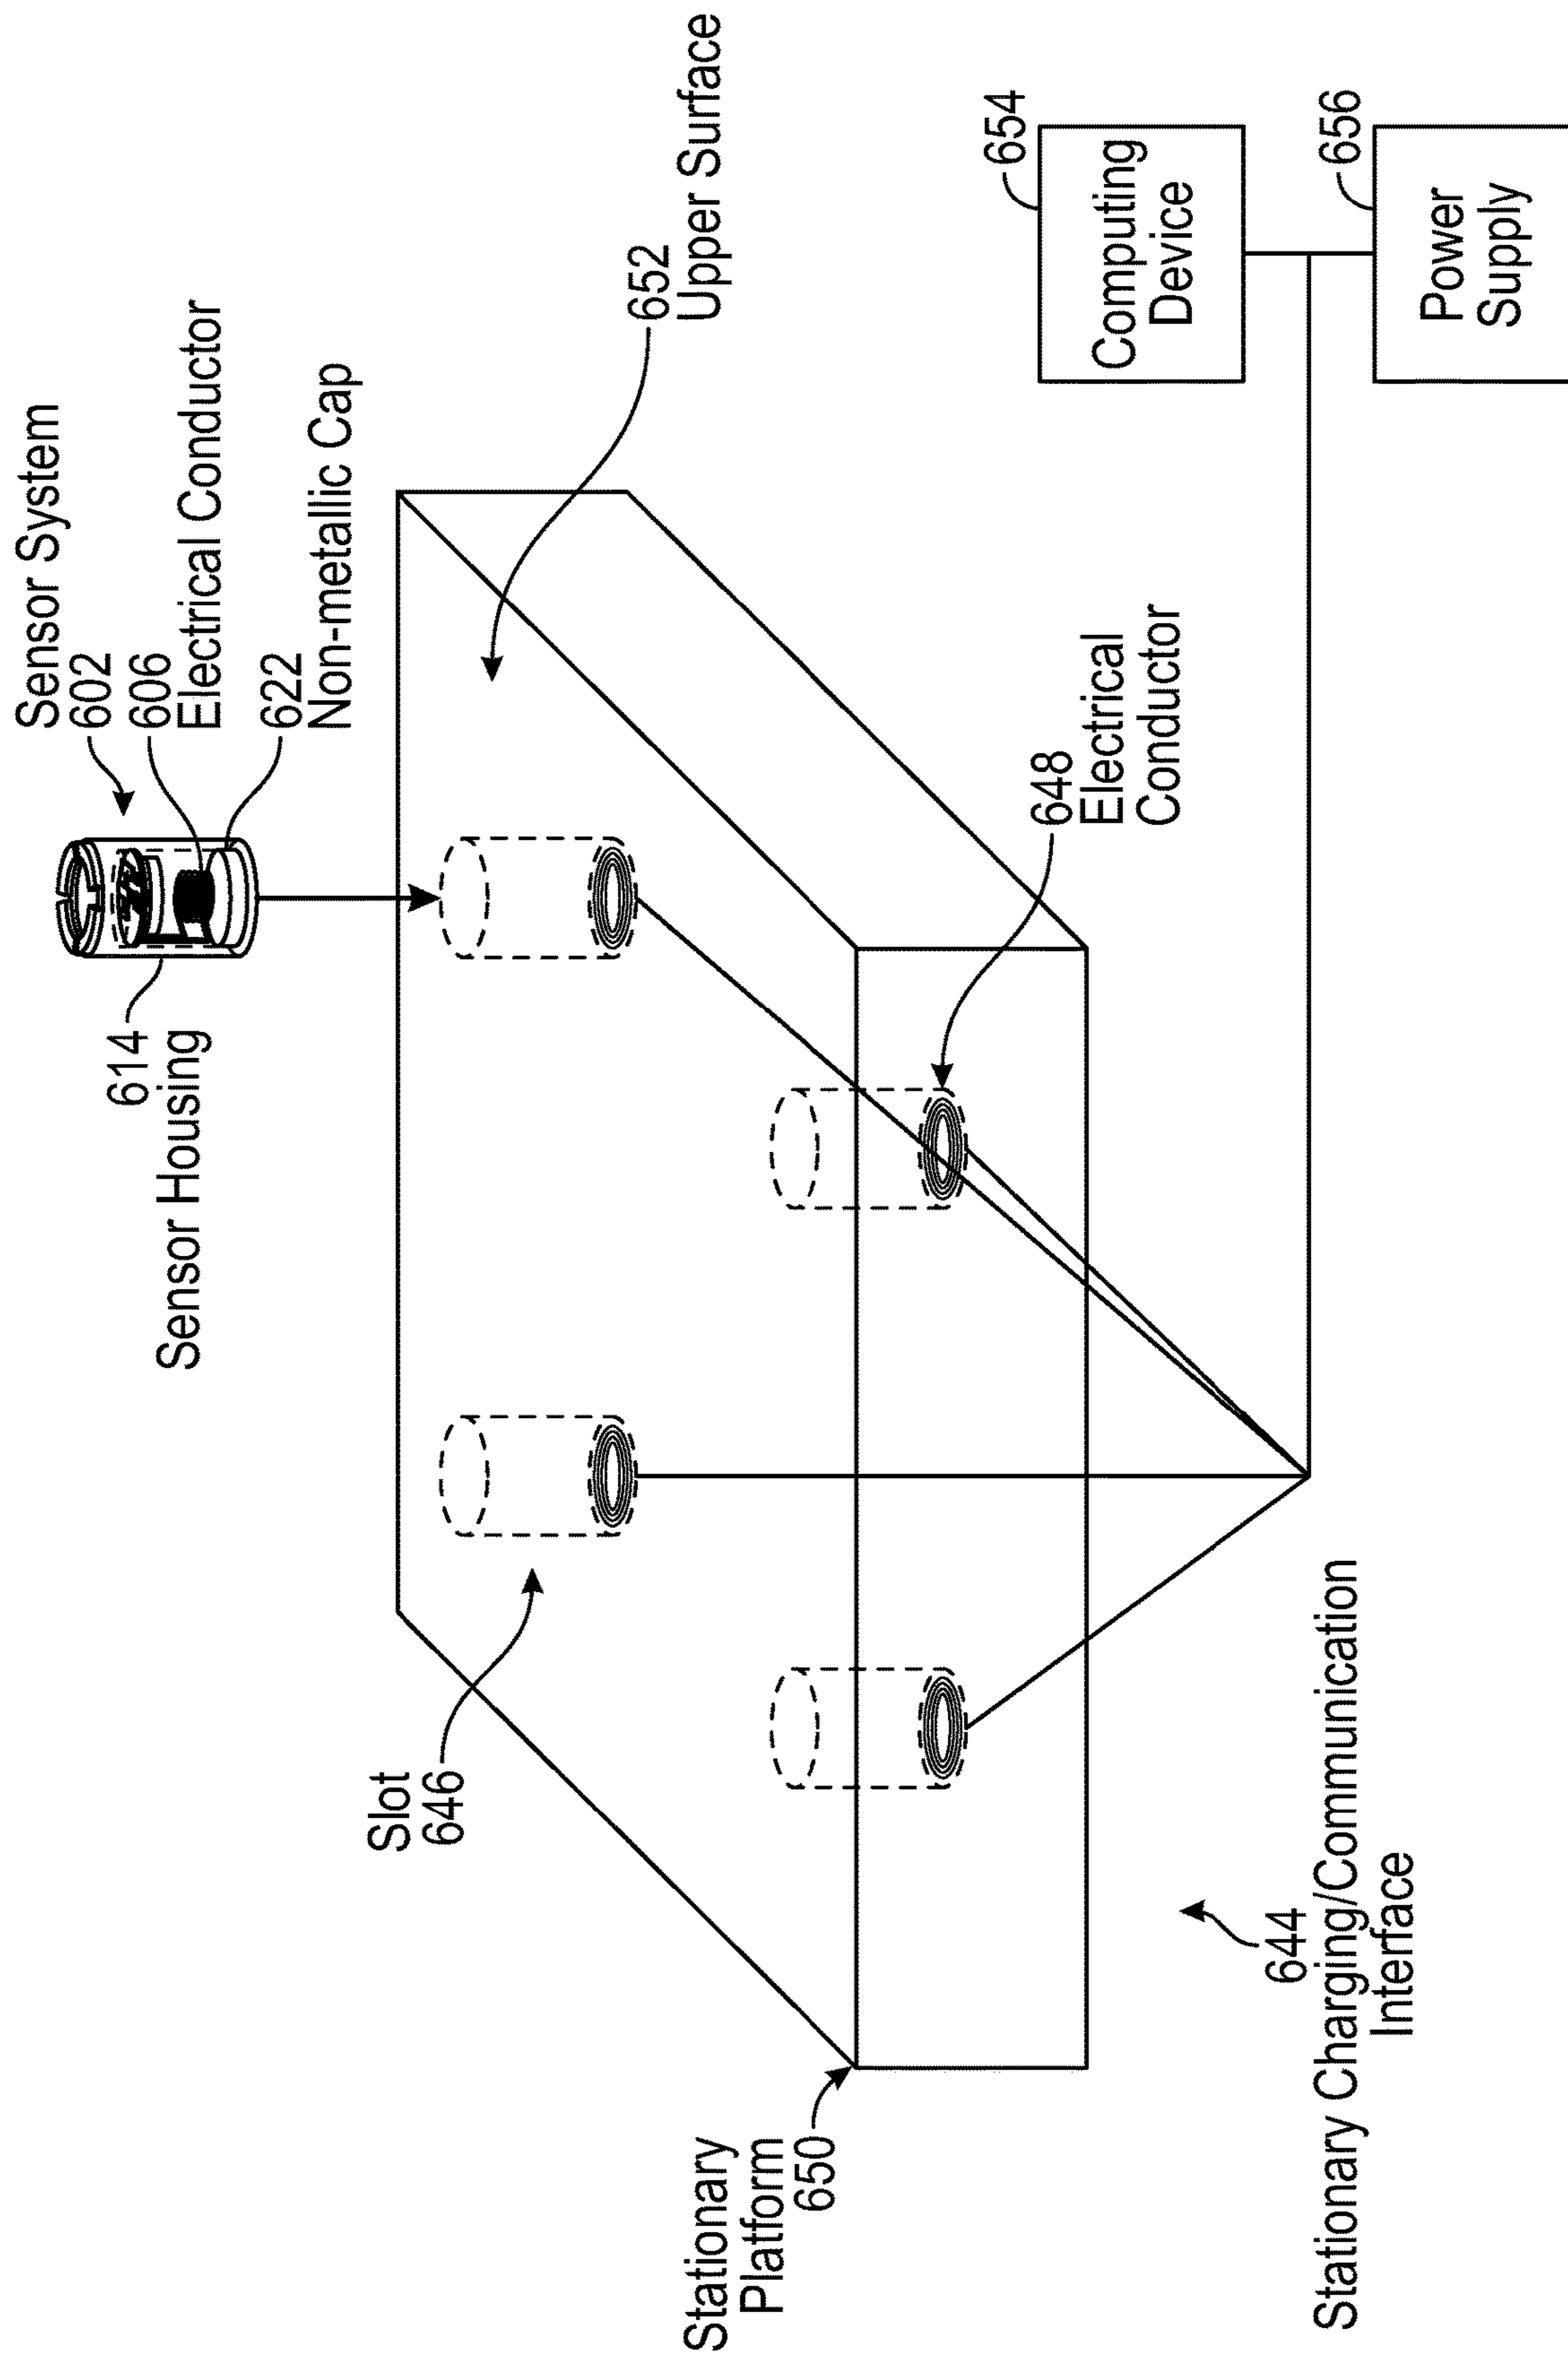 Sensor System
602
606
Electrical Conductor
622
Non-metallic Cap
614
Sensor Housing
652
Upper Surface
Slot
646
648
Electrical
Conductor
654
Computing
Device
656
Power
Supply
Stationary
Platform
650
644
Stationary Charging/Communication
Interface